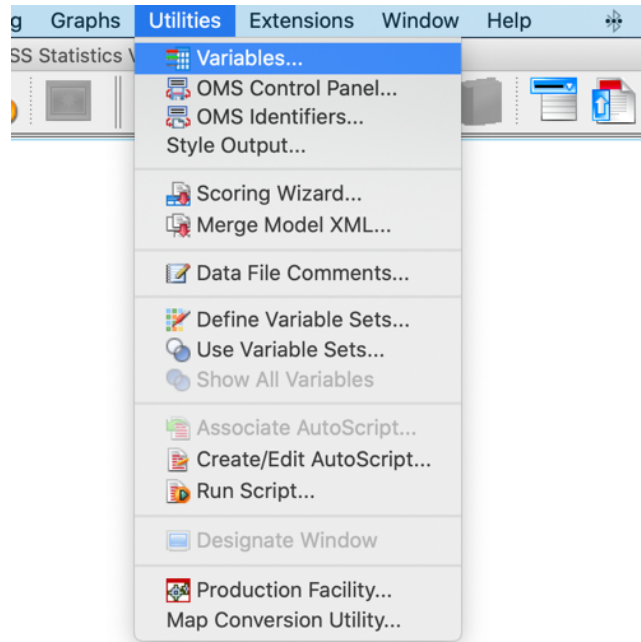 g Graphs Utilities Extensions Window Help
SS Statistics V
Variables...
OMS Control Panel...
OMS Identifiers...
Style Output...
Scoring Wizard...
Merge Model XML...
Data File Comments...
Define Variable Sets...
Use Variable Sets...
Show All Variables
Associate AutoScript...
Create/Edit AutoScript...
Run Script...
Designate Window
Production Facility...
Map Conversion Utility...